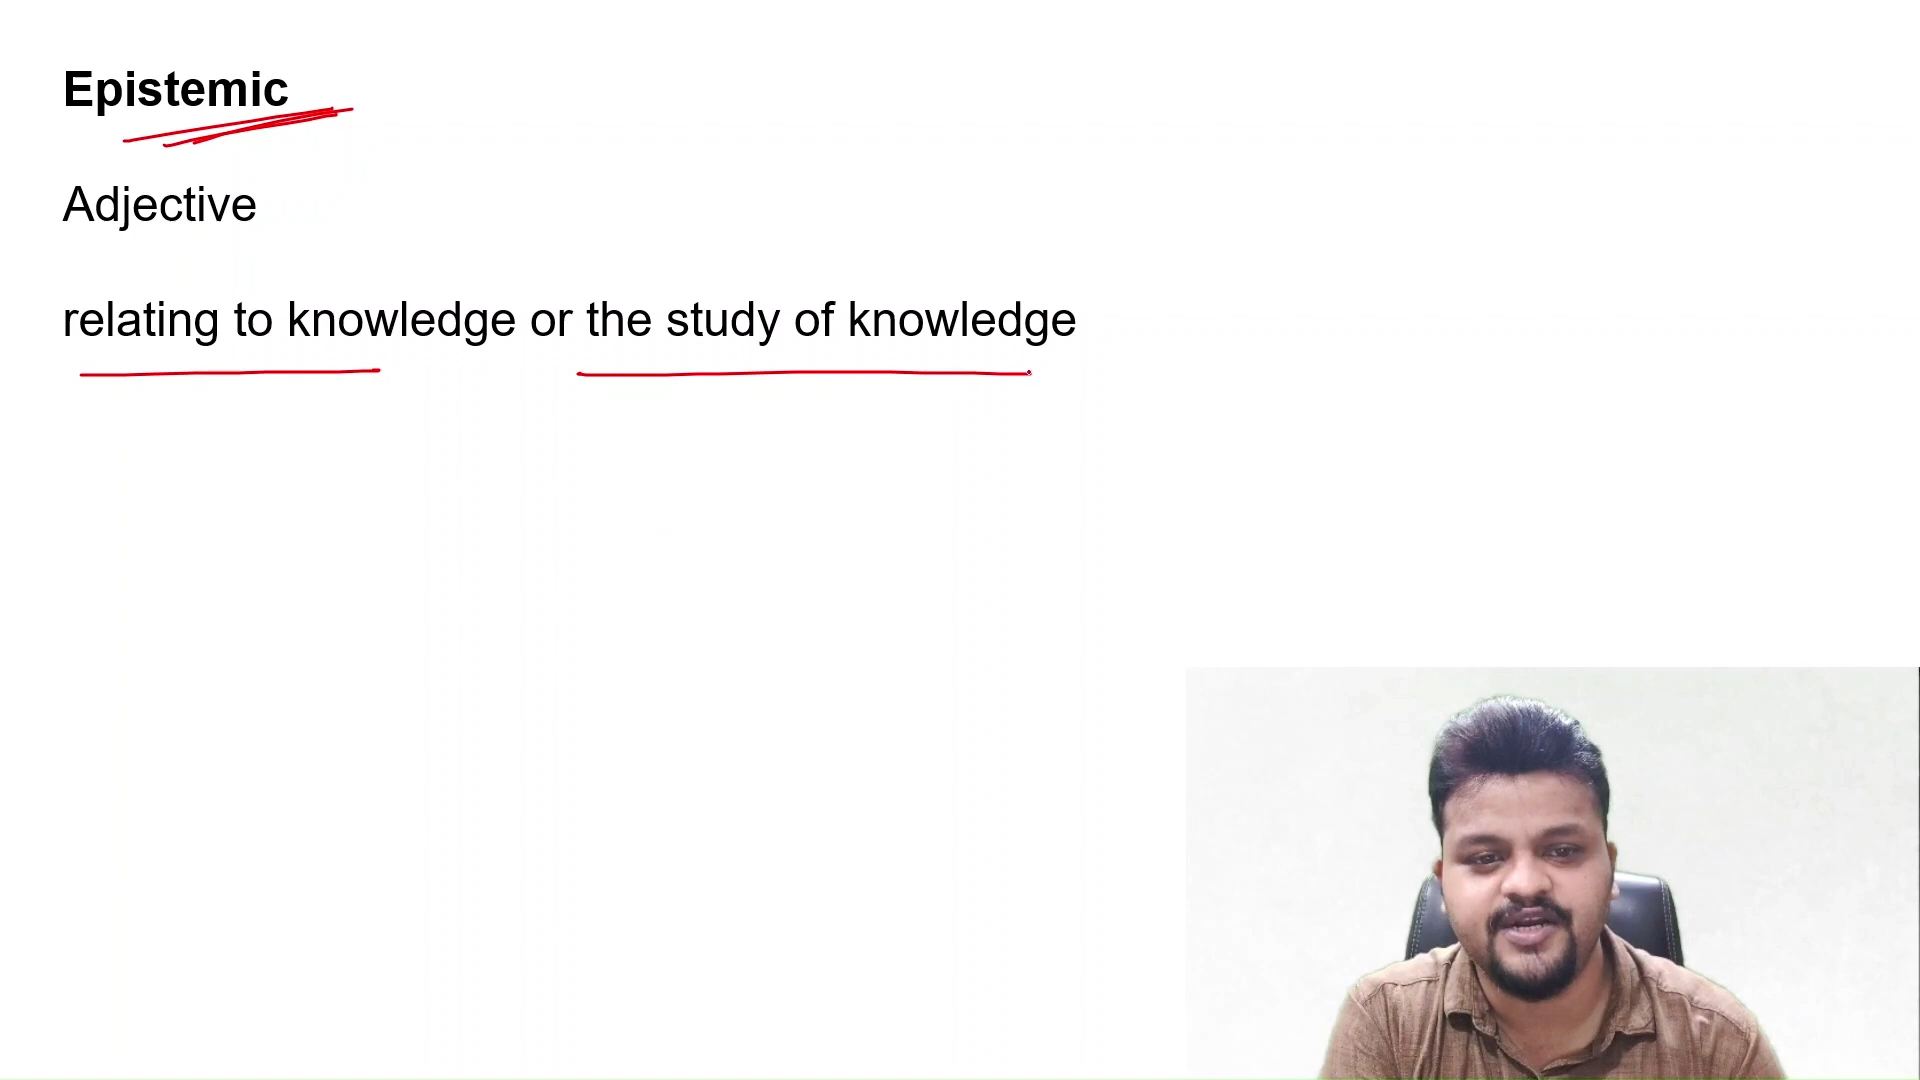 Epistemic
Adjective
relating to knowledge or the study of knowledge